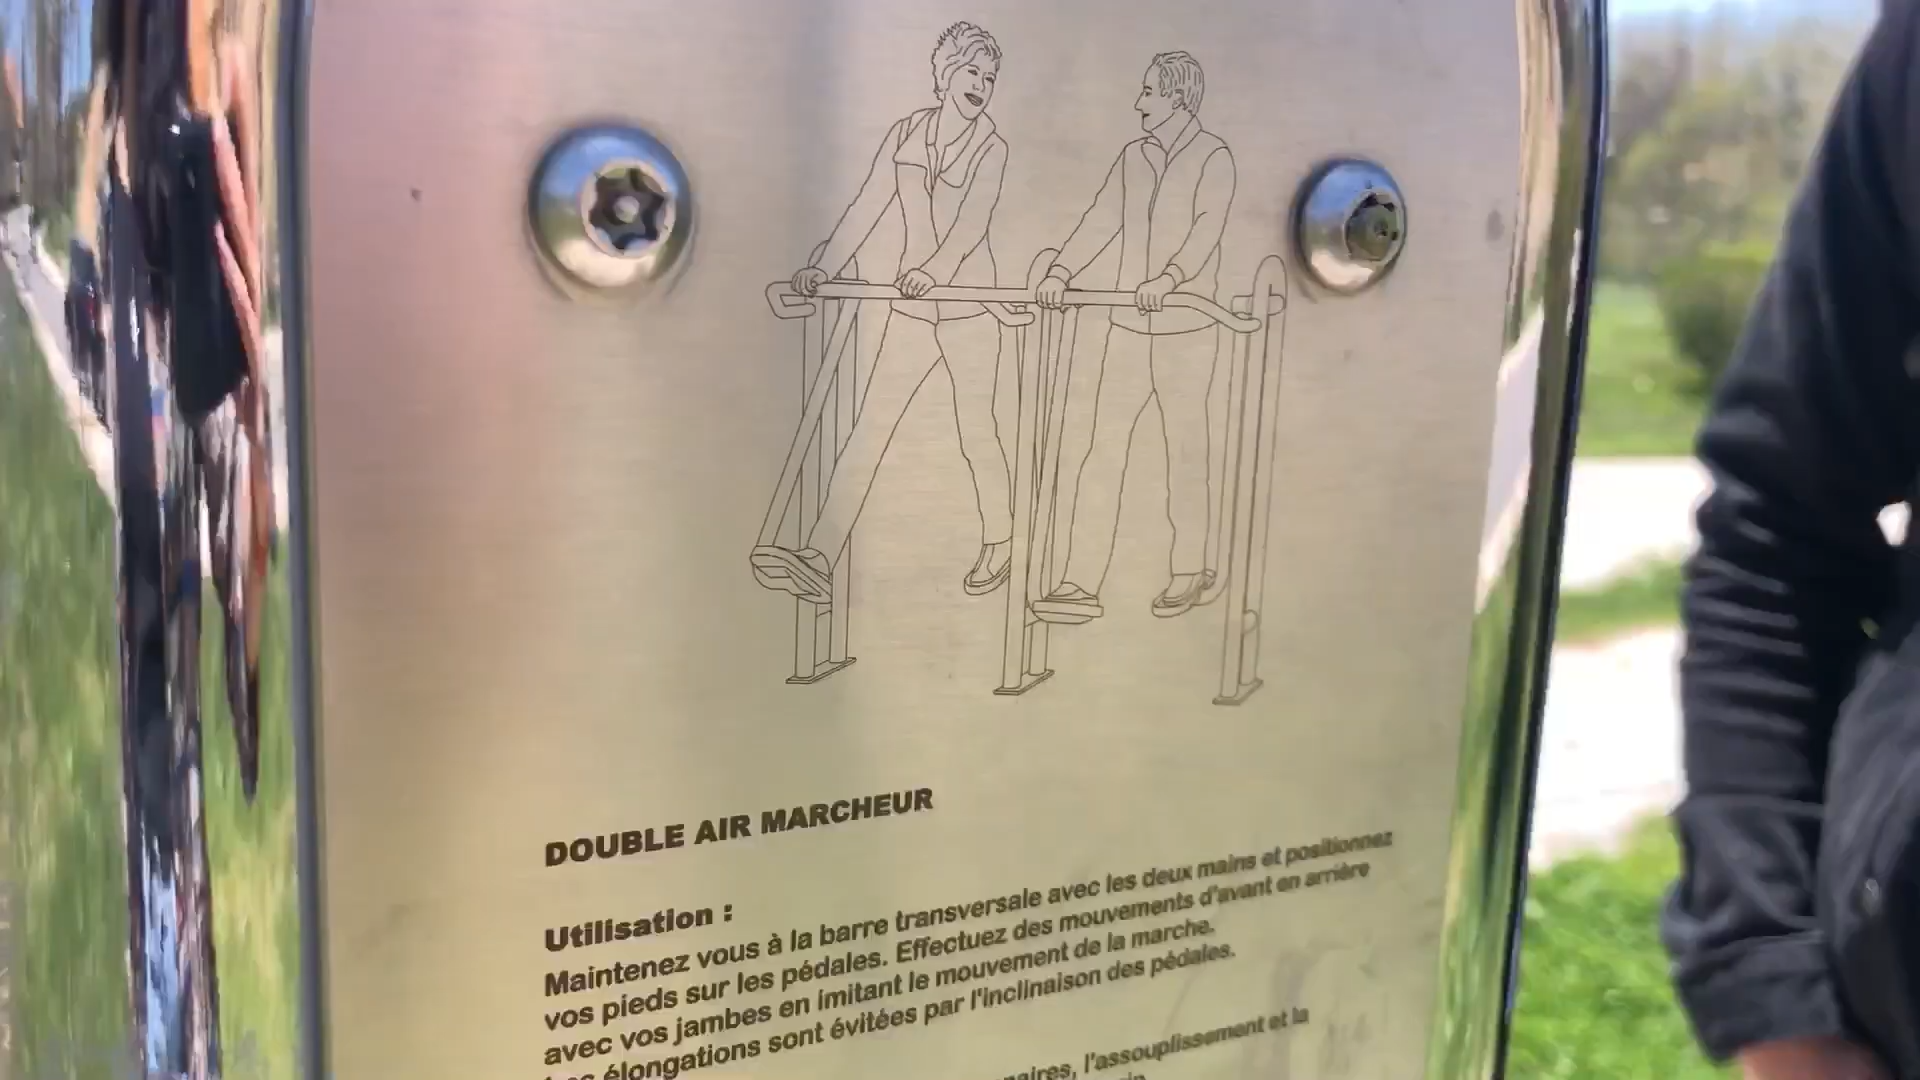 DOUBLE AIR MARCHEUR
Utilisation :
Maintenez vous à la barre transversale avec les deux mains et positionnez
vos pieds sur les pédales. Effectuez des mouvements d'avant en arrière
avec vos jambes en imitant le mouvement de la marche.
élongations sont évitées par l'inclinaison des pédales.
l'assouplissement et la